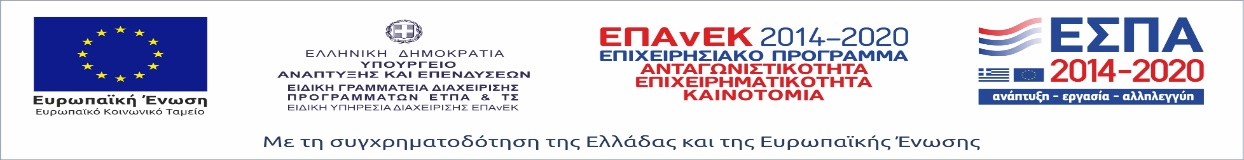 Ευρωπαϊκή Ένωση
Ευρωπαϊκό Κοινωνικό Ταμείο
ΕΛΛΗΝΙΚΗ ΔΗΜΟΚΡΑΤΙΑ
ΥΠΟΥΡΓΕΙΟ
ΑΝΑΠΤΥΞΗΣ ΚΑΙ ΕΠΕΝΔΥΣΕΩΝ
ΕΙΔΙΚΗ ΓΡΑΜΜΑΤΕΙΑ ΔΙΑΧΕΙΡΙΣΗΣ
ΠΡΟΓΡΑΜΜΑΤΩΝ ΕΤΠΑ & ΤΣ
ΕΙΔΙΚΗ ΥΠΗΡΕΣΙΑ ΔΙΑΧΕΙΡΙΣΗΣ ΕΠΑνΕΚ
ΕΠΑνΕΚ 2014–2020
ΕΠΙΧΕΙΡΗΣΙΑΚΟ ΠΡΟΓΡΑΜΜΑ
ΑΝΤΑΓΩΝΙΣΤΙΚΟΤΗΤΑ
ΕΠΙΧΕΙΡΗΜΑΤΙΚΟΤΗΤΑ
ΚΑΙΝΟΤΟΜΙΑ
ΕΣΠΑ
2014-2020
ανάπτυξη - εργασία - αλληλεγγύη
Με τη συγχρηματοδότηση της Ελλάδας και της Ευρωπαϊκής Ένωσης